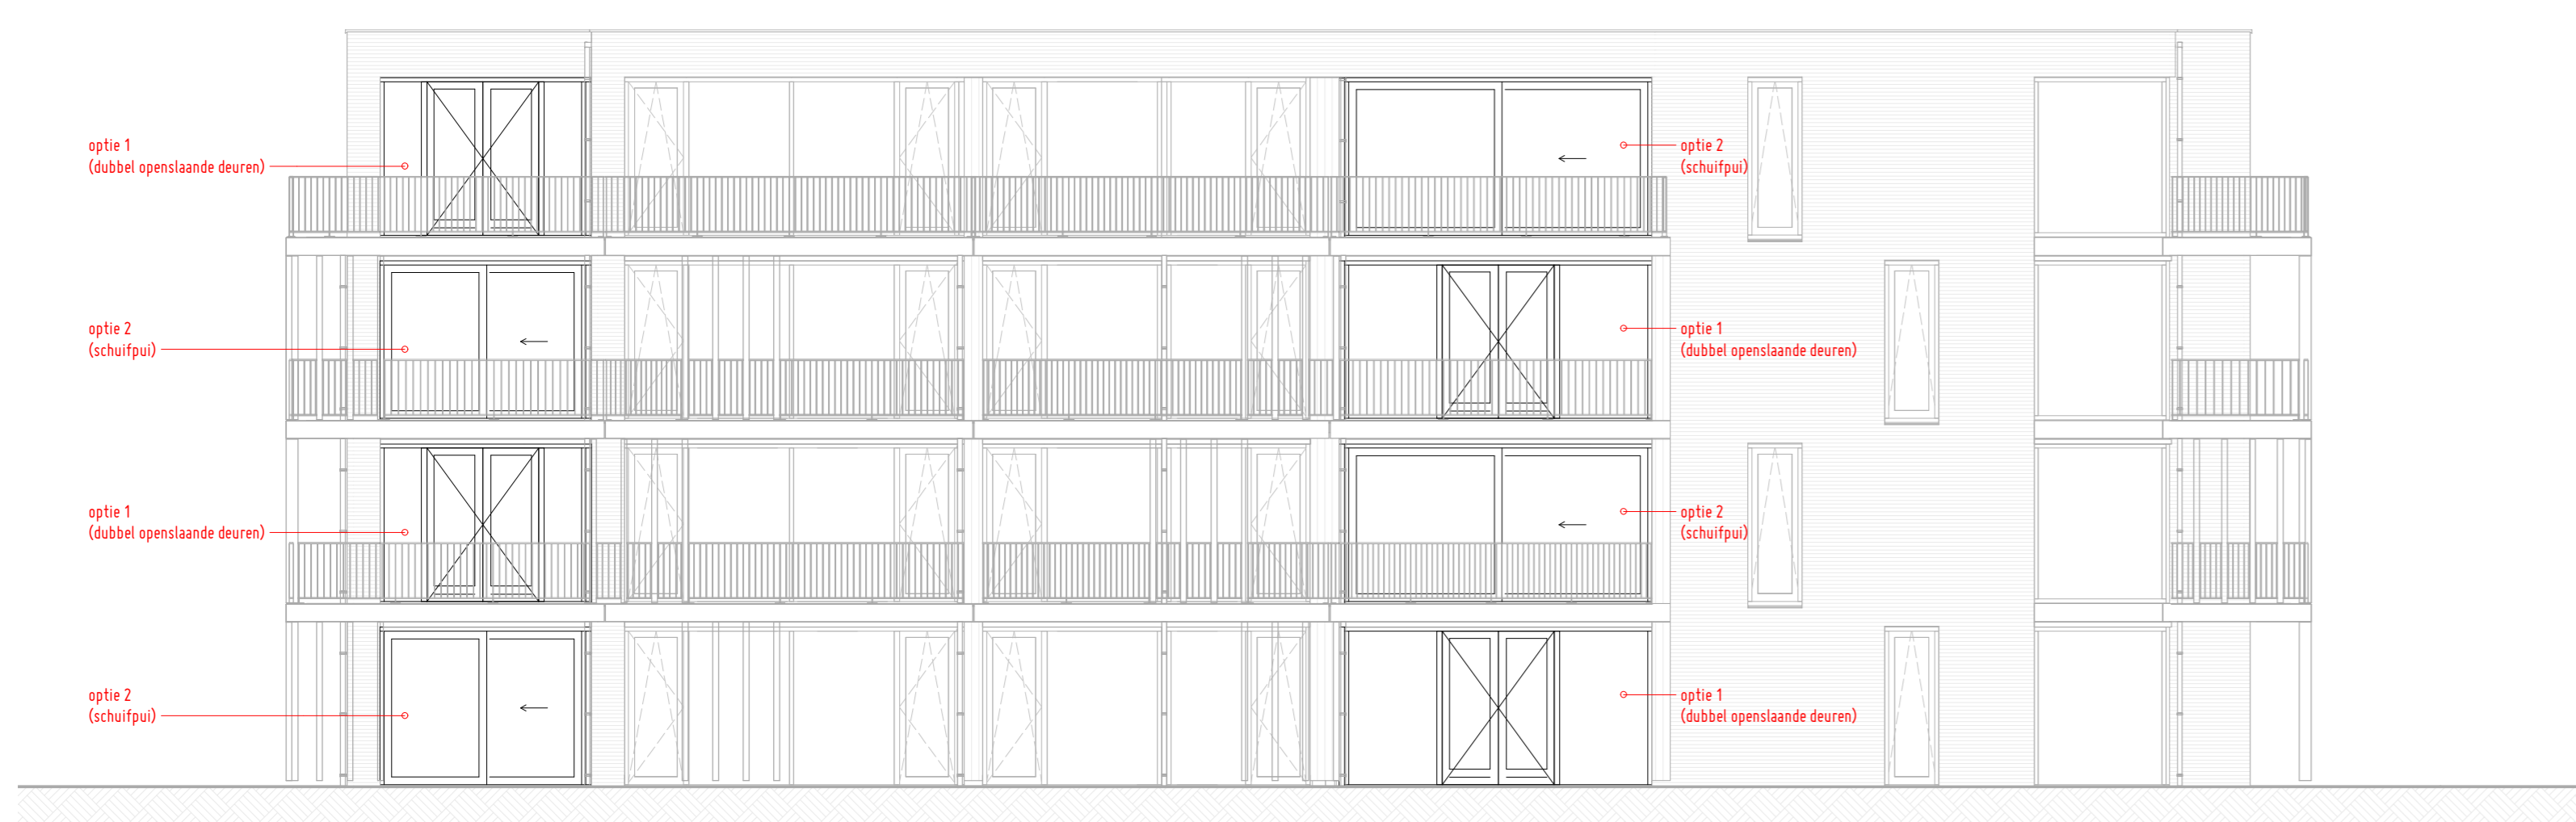 optie 1
(dubbel openslaande deuren)
optie 2
(schuifpui)
optie 2
(schuifpui)
optie 1
(dubbel openslaande deuren)
optie 1
(dubbel openslaande deuren)
optie 2
(schuifpui)
optie 2
(schuifpui)
optie 1
(dubbel openslaande deuren)